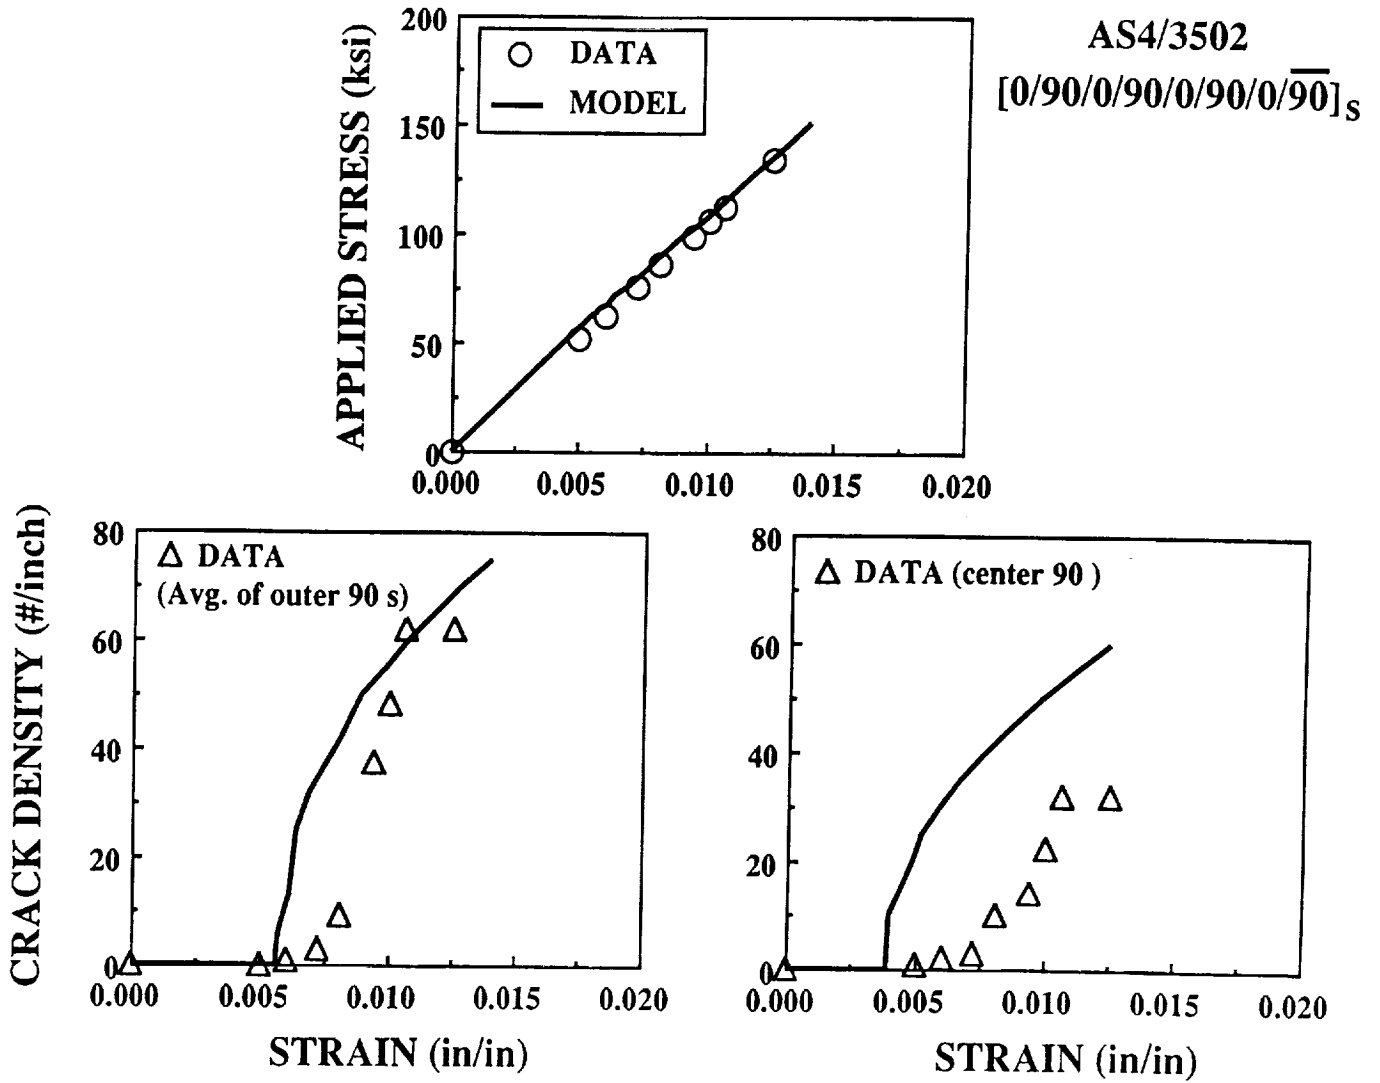 AS4/3502
[0/90/0/90/0/90/0/9̅0̅]s
APPLIED STRESS (ksi)
200
150
100
50
0
DATA
MODEL
0.000 0.005 0.010 0.015 0.020
CRACK DENSITY (#/inch)
80
60
40
20
0
DATA
(Avg. of outer 90 s)
0.000 0.005 0.010 0.015 0.020
STRAIN (in/in)
80
60
40
20
0
DATA (center 90 )
0.000 0.005 0.010 0.015 0.020
STRAIN (in/in)